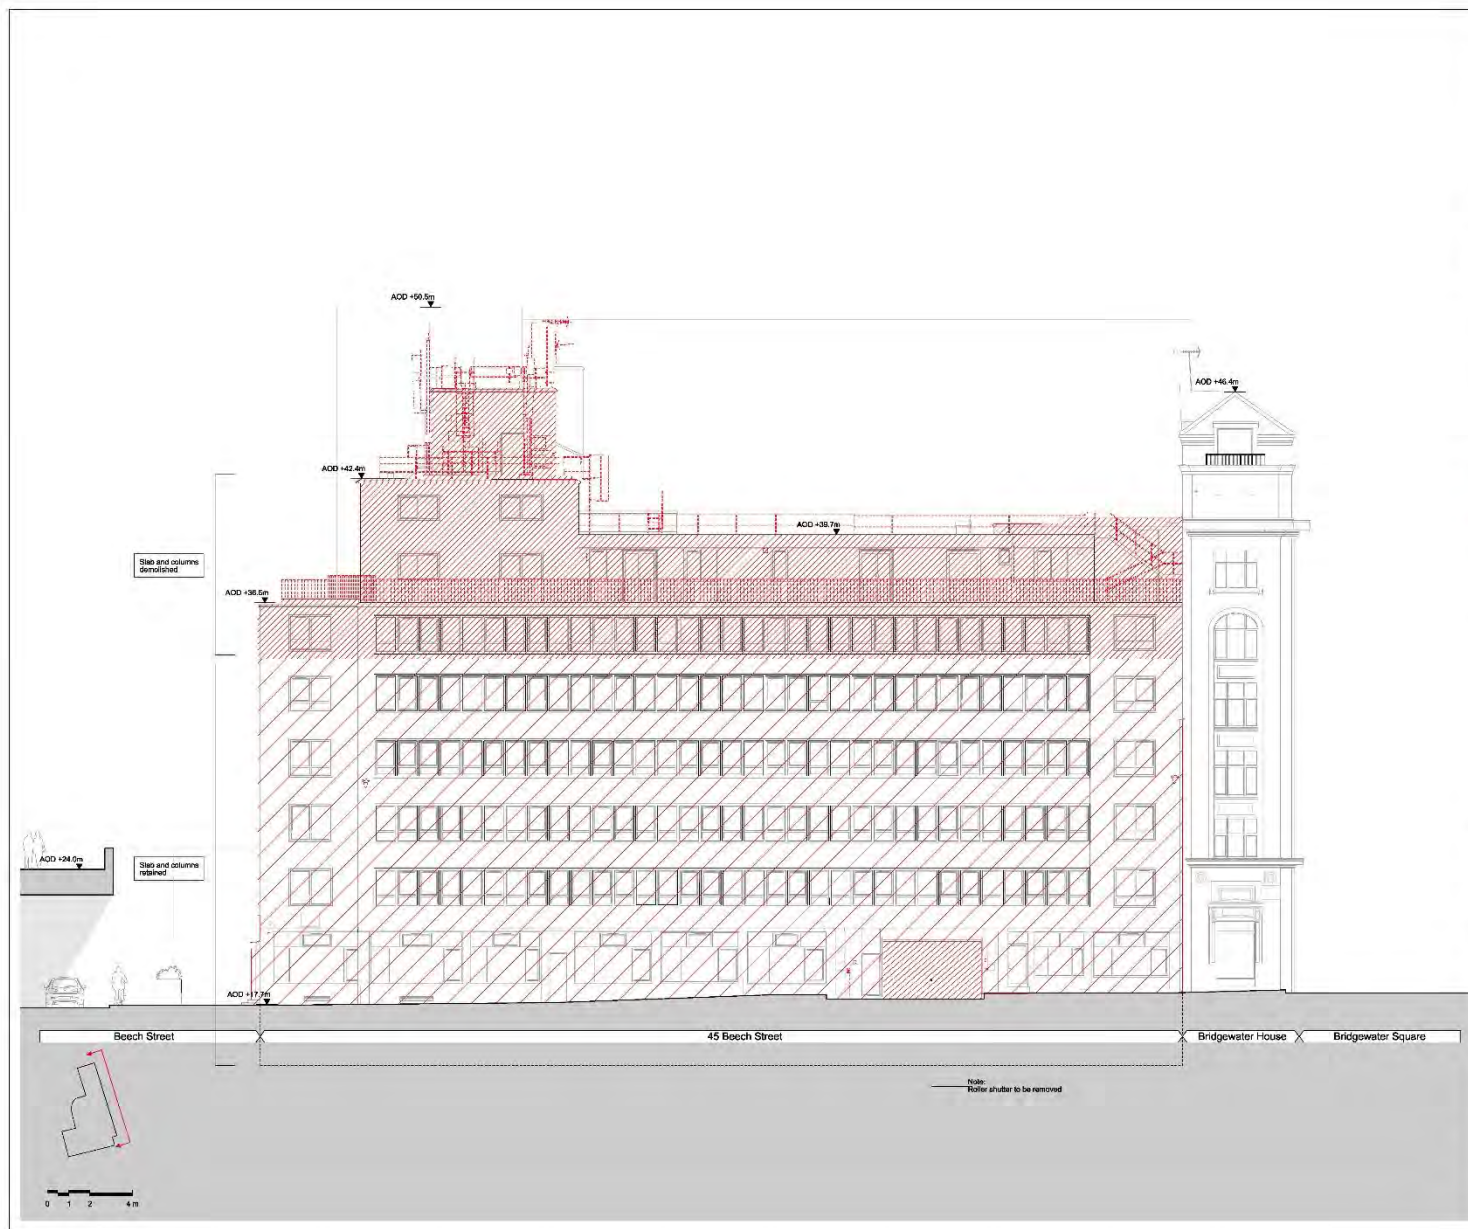 AOD +50.5m
AOD +46.4m
AOD +42.4m
AOD +39.7m
Slab and columns
demolished
AOD +36.5m
AOD +24.0m
Slab and columns
retained
AOD +17.7m
Beech Street
45 Beech Street
Bridgewater House
Bridgewater Square
Note:
Roller shutter to be removed
0 1 2 4 m